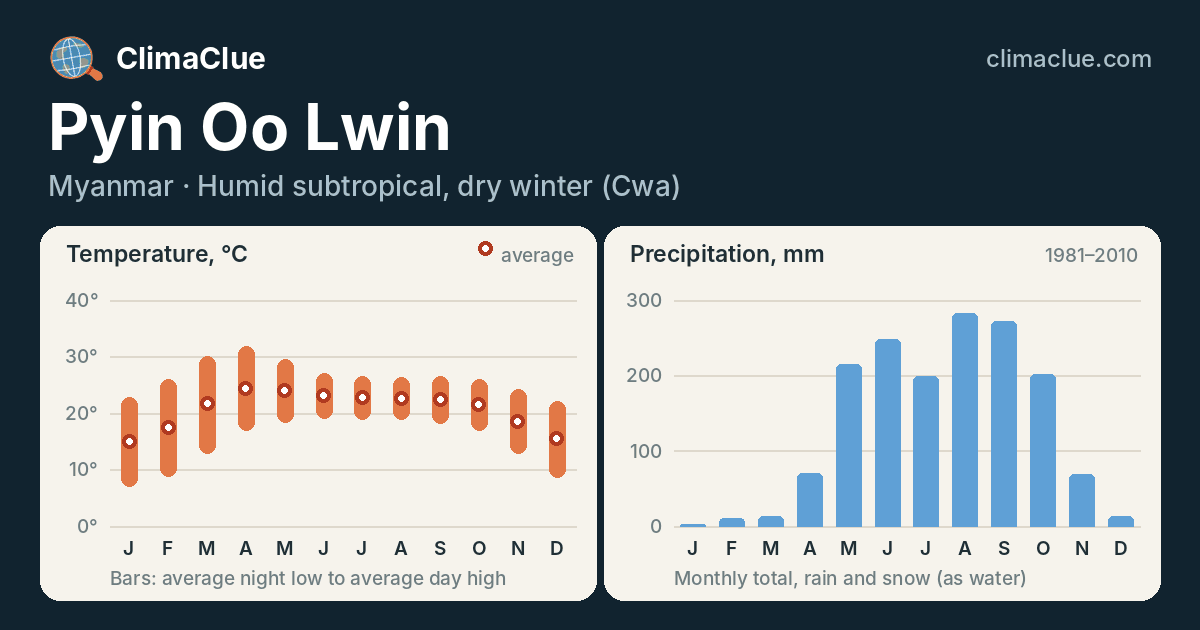 ClimaClue
climaclue.com
Pyin Oo Lwin
Myanmar · Humid subtropical, dry winter (Cwa)
Temperature, °C
average
40°
30°
20°
10°
0°
J F M A M J J A S O N D
Bars: average night low to average day high
Precipitation, mm
1981–2010
300
200
100
0
J F M A M J J A S O N D
Monthly total, rain and snow (as water)